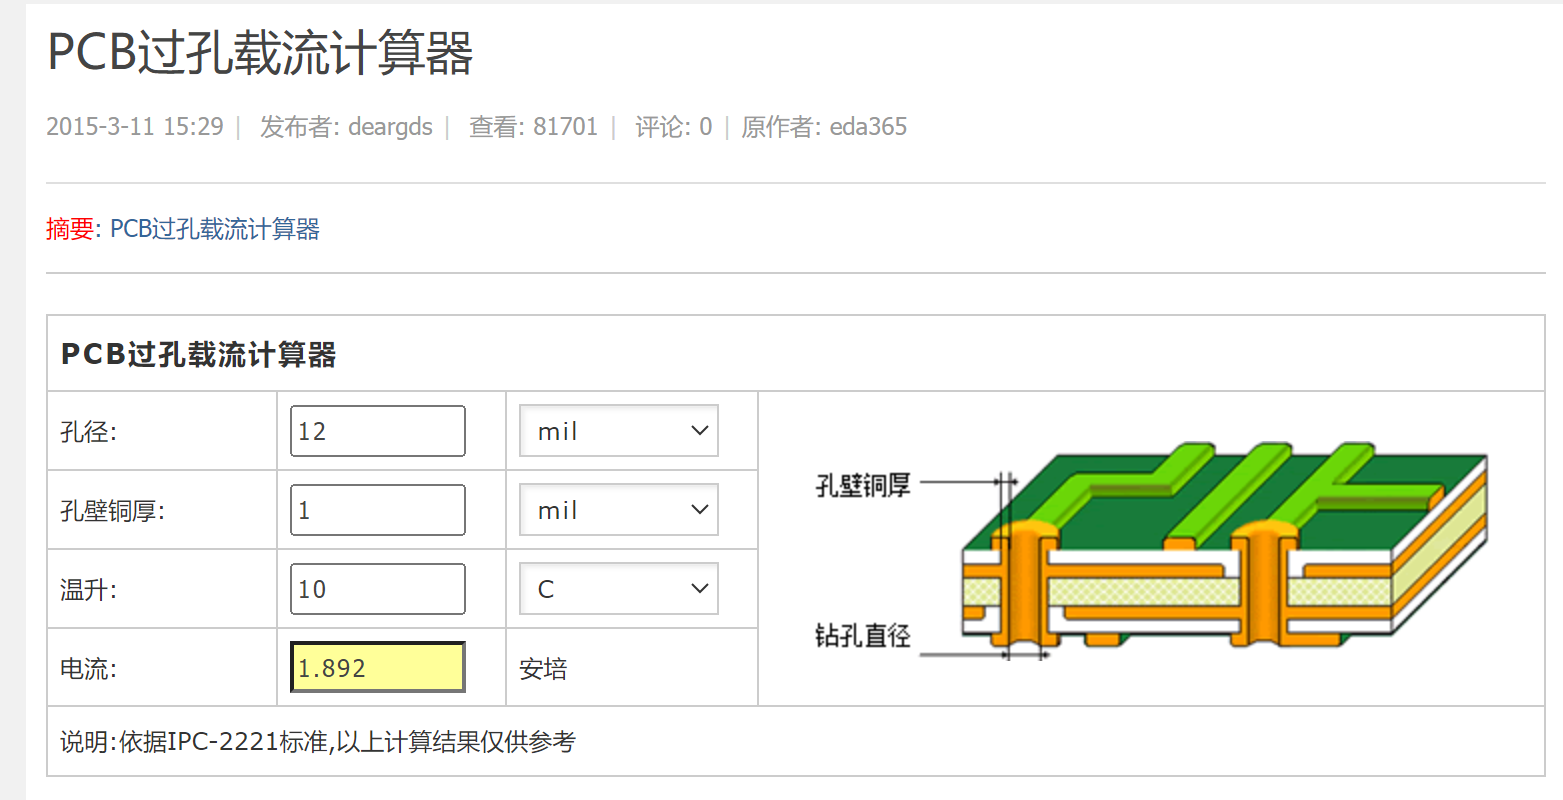 PCB过孔载流计算器
2015-3-11 15:29 | 发布者: deargds | 查看: 81701 | 评论: 0 | 原作者: eda365
摘要: PCB过孔载流计算器
PCB过孔载流计算器
孔径: 12 mil
孔壁铜厚: 1 mil
温升: 10 C
电流: 1.892 安培
孔壁铜厚
钻孔直径
说明:依据IPC-2221标准,以上计算结果仅供参考